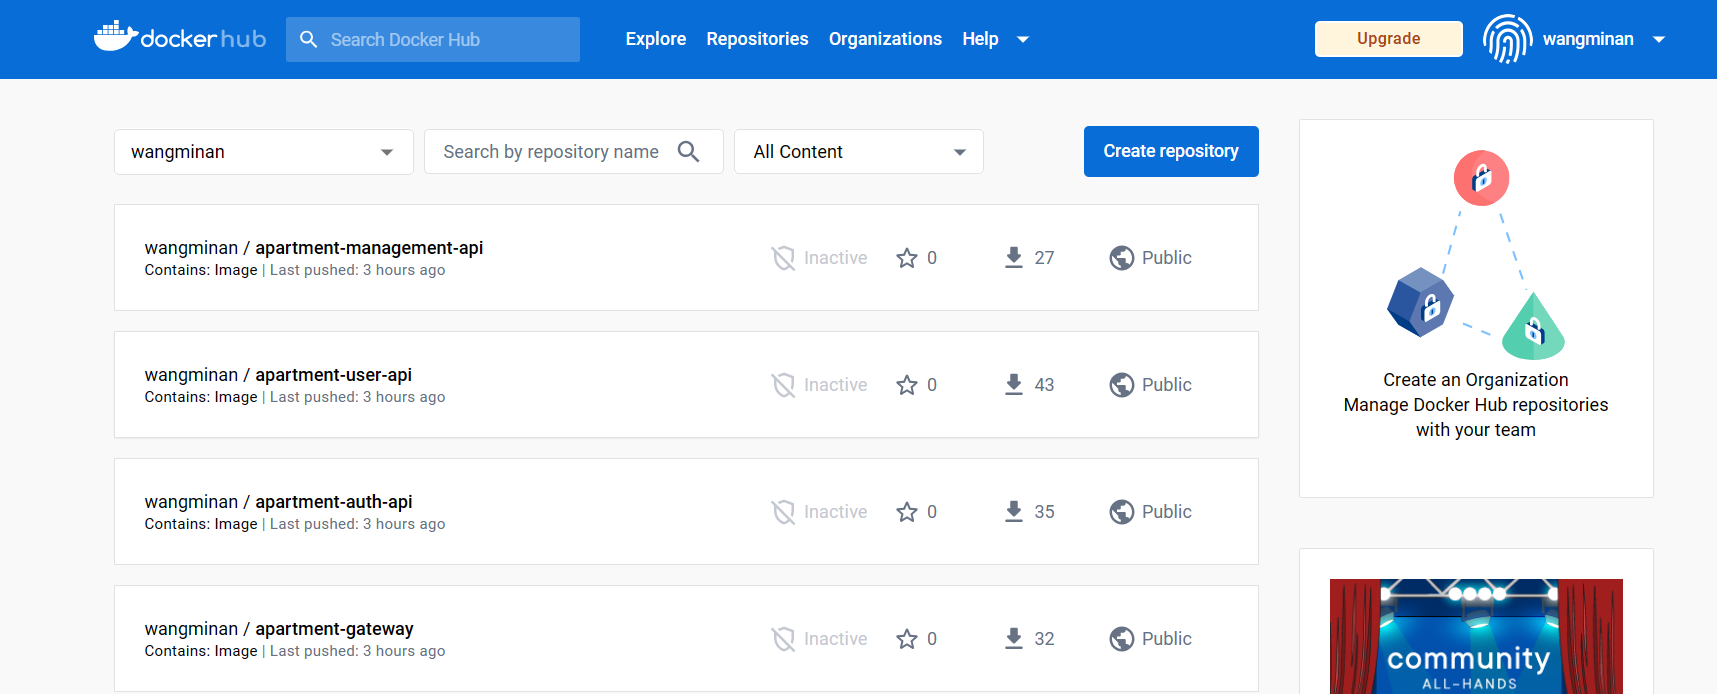 docker hub
Search Docker Hub
Explore
Repositories
Organizations
Help
Upgrade
wangminan
wangminan
Search by repository name
All Content
Create repository
wangminan / apartment-management-api
Contains: Image | Last pushed: 3 hours ago
Inactive
0
27
Public
wangminan / apartment-user-api
Contains: Image | Last pushed: 3 hours ago
Inactive
0
43
Public
wangminan / apartment-auth-api
Contains: Image | Last pushed: 3 hours ago
Inactive
0
35
Public
wangminan / apartment-gateway
Contains: Image | Last pushed: 3 hours ago
Inactive
0
32
Public
Create an Organization
Manage Docker Hub repositories
with your team
community
ALL-HANDS